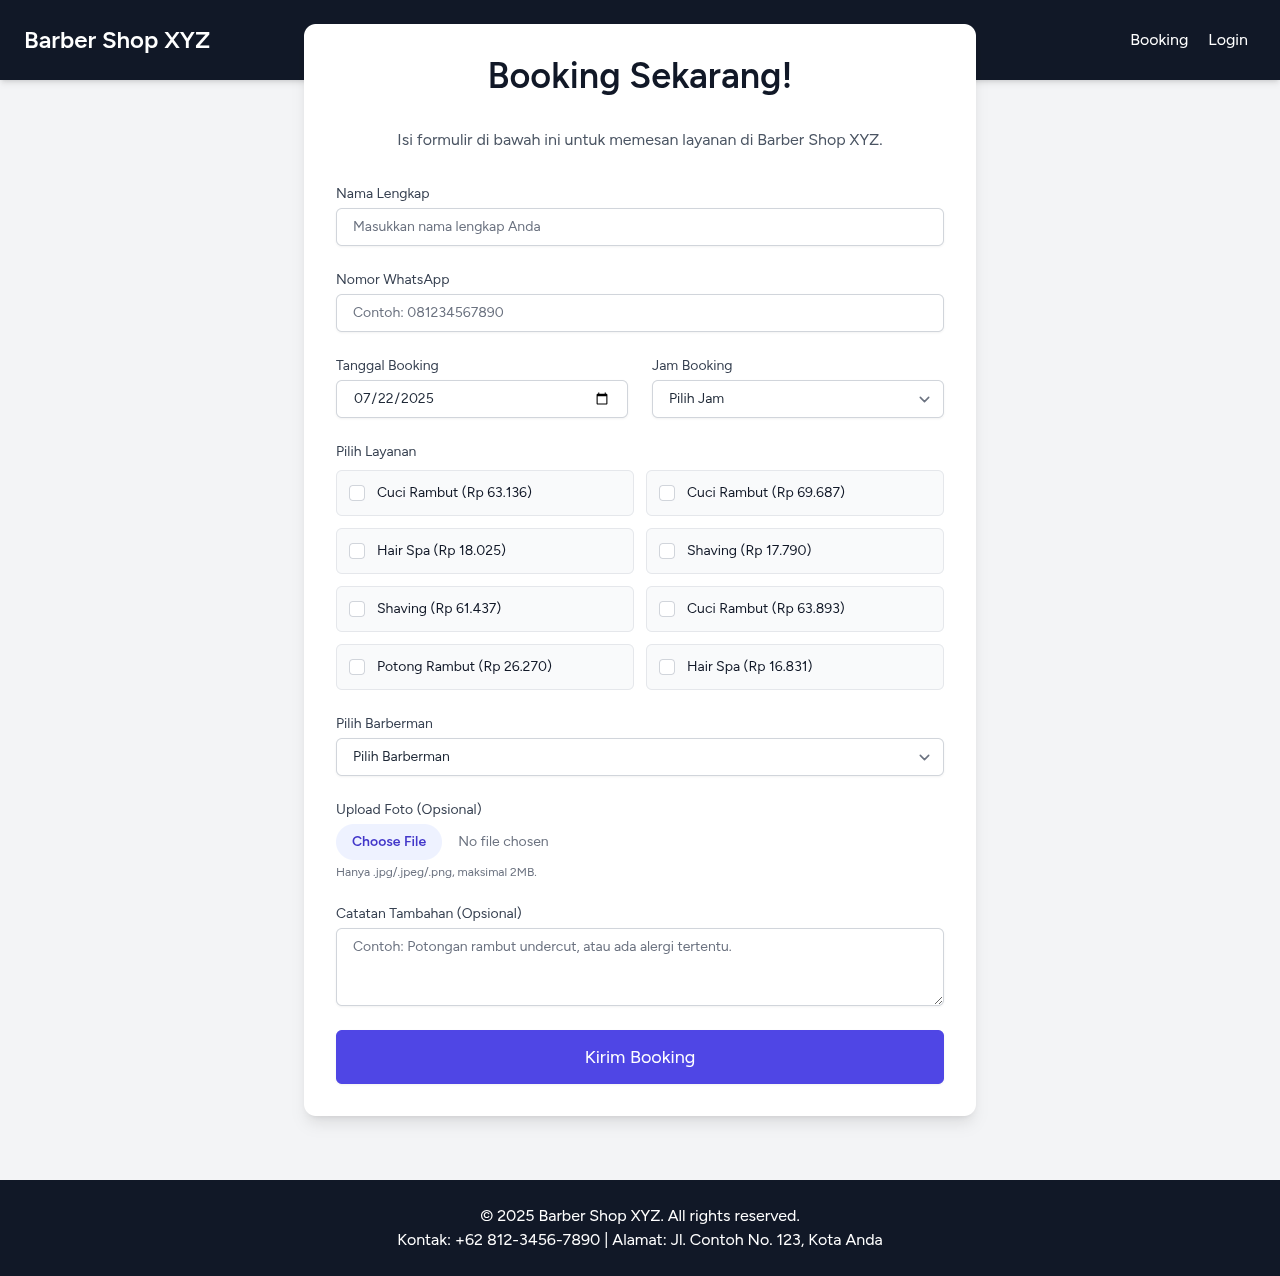 Barber Shop XYZ
Booking
Login
Booking Sekarang!
Isi formulir di bawah ini untuk memesan layanan di Barber Shop XYZ.
Nama Lengkap
Masukkan nama lengkap Anda
Nomor WhatsApp
Contoh: 081234567890
Tanggal Booking
Jam Booking
07/22/2025
Pilih Jam
Pilih Layanan
Cuci Rambut (Rp 63.136)
Cuci Rambut (Rp 69.687)
Hair Spa (Rp 18.025)
Shaving (Rp 17.790)
Shaving (Rp 61.437)
Cuci Rambut (Rp 63.893)
Potong Rambut (Rp 26.270)
Hair Spa (Rp 16.831)
Pilih Barberman
Pilih Barberman
Upload Foto (Opsional)
Choose File
No file chosen
Hanya .jpg/.jpeg/.png, maksimal 2MB.
Catatan Tambahan (Opsional)
Contoh: Potongan rambut undercut, atau ada alergi tertentu.
Kirim Booking
© 2025 Barber Shop XYZ. All rights reserved.
Kontak: +62 812-3456-7890 | Alamat: Jl. Contoh No. 123, Kota Anda